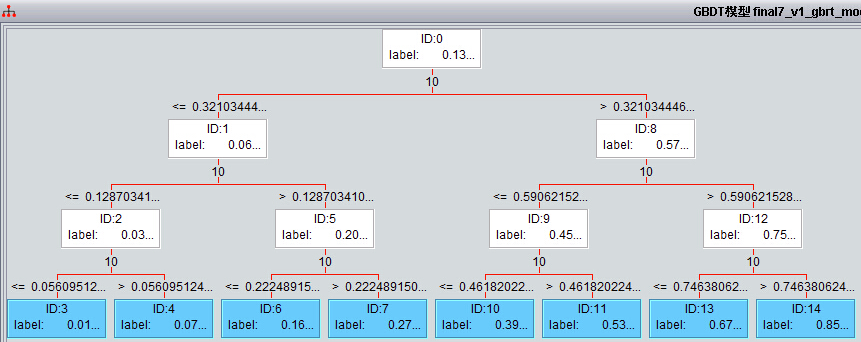 GBDT模型 final7_v1_gbrt_mo
ID:0
label: 0.13...
10
<= 0.32103444... > 0.321034446...
ID:1 ID:8
label: 0.06... label: 0.57...
10 10
<= 0.12870341... > 0.128703410... <= 0.59062152... > 0.590621528...
ID:2 ID:5 ID:9 ID:12
label: 0.03... label: 0.20... label: 0.45... label: 0.75...
10 10 10 10
<= 0.05609512... > 0.056095124... <= 0.22248915... > 0.222489150... <= 0.46182022... > 0.461820224... <= 0.74638062... > 0.746380624...
ID:3 ID:4 ID:6 ID:7 ID:10 ID:11 ID:13 ID:14
label: 0.01... label: 0.07... label: 0.16... label: 0.27... label: 0.39... label: 0.53... label: 0.67... label: 0.85...